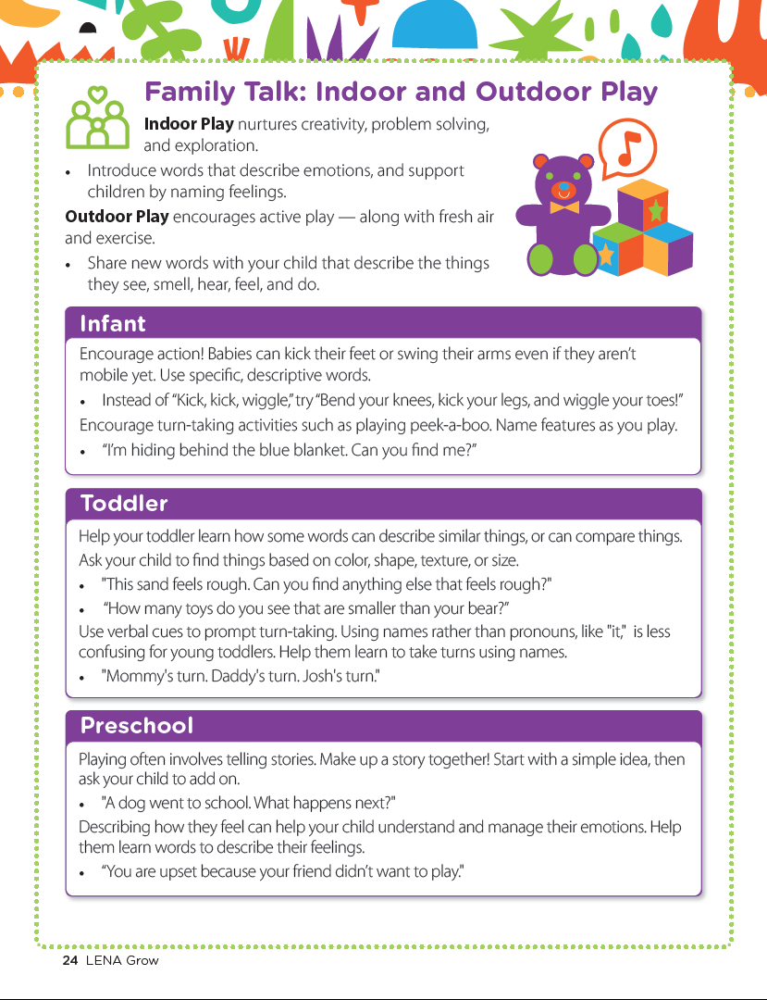 Family Talk: Indoor and Outdoor Play
Indoor Play nurtures creativity, problem solving,
and exploration.
• Introduce words that describe emotions, and support
children by naming feelings.
Outdoor Play encourages active play — along with fresh air
and exercise.
• Share new words with your child that describe the things
they see, smell, hear, feel, and do.
Infant
Encourage action! Babies can kick their feet or swing their arms even if they aren’t
mobile yet. Use specific, descriptive words.
• Instead of “Kick, kick, wiggle,” try “Bend your knees, kick your legs, and wiggle your toes!”
Encourage turn-taking activities such as playing peek-a-boo. Name features as you play.
• “I’m hiding behind the blue blanket. Can you find me?”
Toddler
Help your toddler learn how some words can describe similar things, or can compare things.
Ask your child to find things based on color, shape, texture, or size.
• "This sand feels rough. Can you find anything else that feels rough?"
• “How many toys do you see that are smaller than your bear?”
Use verbal cues to prompt turn-taking. Using names rather than pronouns, like "it," is less
confusing for young toddlers. Help them learn to take turns using names.
• "Mommy's turn. Daddy's turn. Josh's turn."
Preschool
Playing often involves telling stories. Make up a story together! Start with a simple idea, then
ask your child to add on.
• "A dog went to school. What happens next?"
Describing how they feel can help your child understand and manage their emotions. Help
them learn words to describe their feelings.
• “You are upset because your friend didn’t want to play."
24 LENA Grow